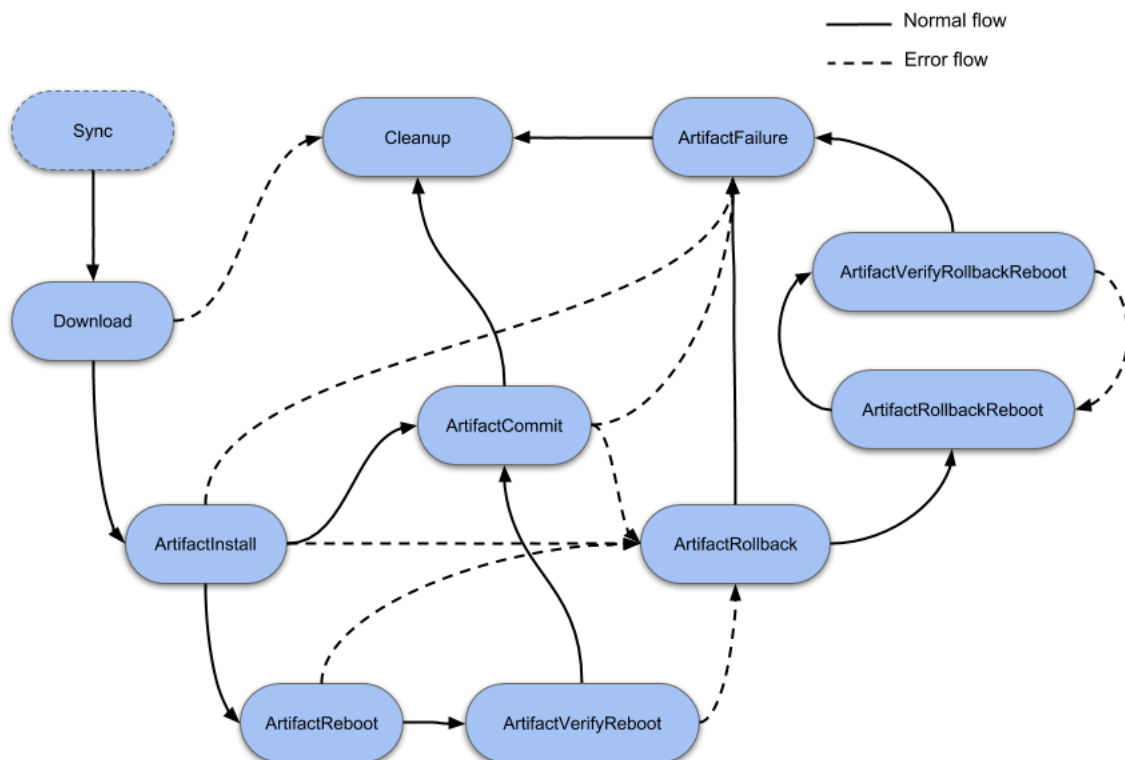 Normal flow
Error flow
Sync
Cleanup
ArtifactFailure
ArtifactVerifyRollbackReboot
Download
ArtifactRollbackReboot
ArtifactCommit
ArtifactInstall
ArtifactRollback
ArtifactReboot
ArtifactVerifyReboot